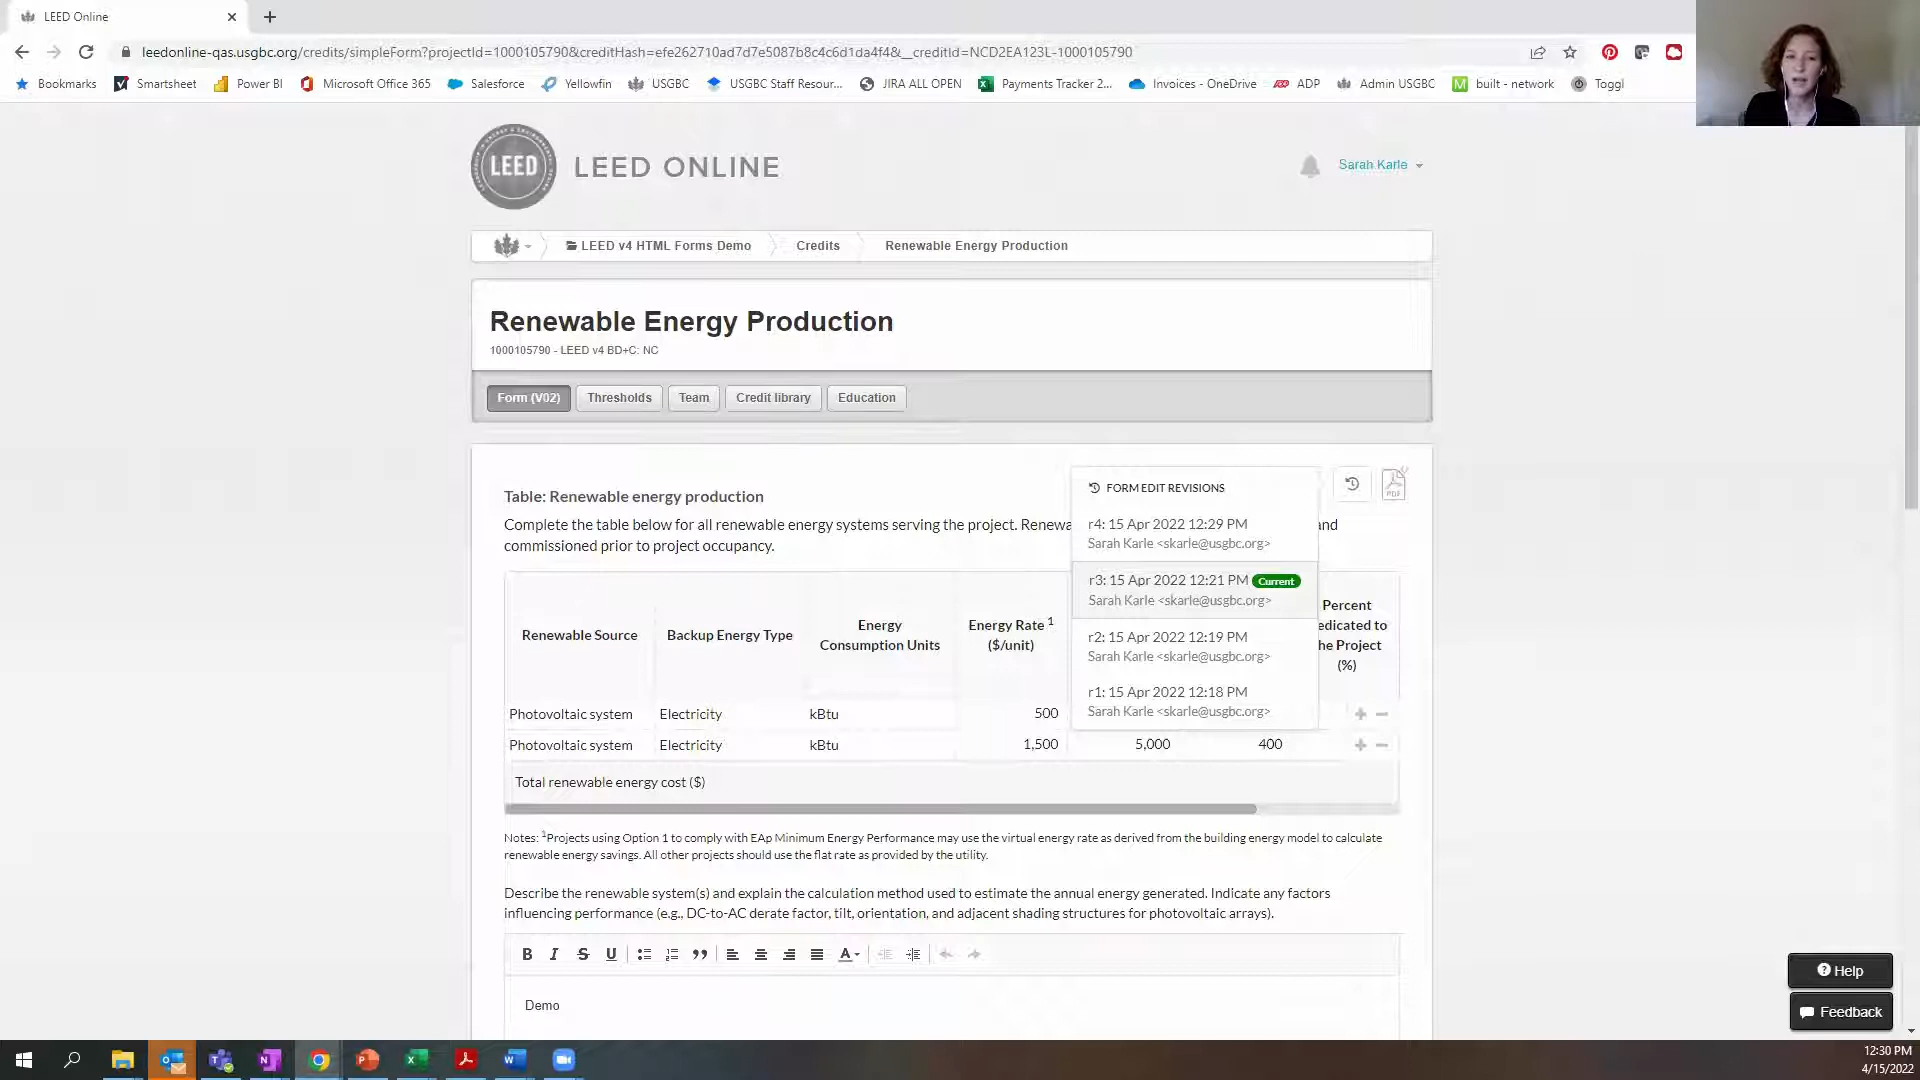 LEED Online
leedonline-qas.usgbc.org/credits/simpleForm?projectId=1000105790&creditHash=efe262710ad7d7e5087b8c4c6d1da4f4&__creditId=NCD2EA123L-1000105790
Bookmarks Smartsheet Power BI Microsoft Office 365 Salesforce Yellowfin USGBC USGBC Staff Resour... JIRA ALL OPEN Payments Tracker 2... Invoices - OneDrive ADP Admin USGBC built - network Toggl
LEED LEED ONLINE
Sarah Karle
LEED v4 HTML Forms Demo Credits Renewable Energy Production
Renewable Energy Production
1000105790 - LEED v4 BD+C: NC
Form (V02) Thresholds Team Credit library Education
FORM EDIT REVISIONS
r4: 15 Apr 2022 12:29 PM
Sarah Karle <skarle@usgbc.org>
r3: 15 Apr 2022 12:21 PM Current
Sarah Karle <skarle@usgbc.org>
r2: 15 Apr 2022 12:19 PM
Sarah Karle <skarle@usgbc.org>
r1: 15 Apr 2022 12:18 PM
Sarah Karle <skarle@usgbc.org>
PDF
Table: Renewable energy production
Complete the table below for all renewable energy systems serving the project. Renewa and
commissioned prior to project occupancy.
Renewable Source
Backup Energy Type
Energy
Consumption Units
Energy Rate 1
($/unit)
Percent
edicated to
he Project
(%)
Photovoltaic system Electricity kBtu 500
Photovoltaic system Electricity kBtu 1,500 5,000 400
Total renewable energy cost ($)
Notes: 1Projects using Option 1 to comply with EAp Minimum Energy Performance may use the virtual energy rate as derived from the building energy model to calculate
renewable energy savings. All other projects should use the flat rate as provided by the utility.
Describe the renewable system(s) and explain the calculation method used to estimate the annual energy generated. Indicate any factors
influencing performance (e.g., DC-to-AC derate factor, tilt, orientation, and adjacent shading structures for photovoltaic arrays).
B I S U A
Demo
Help
Feedback
12:30 PM
4/15/2022